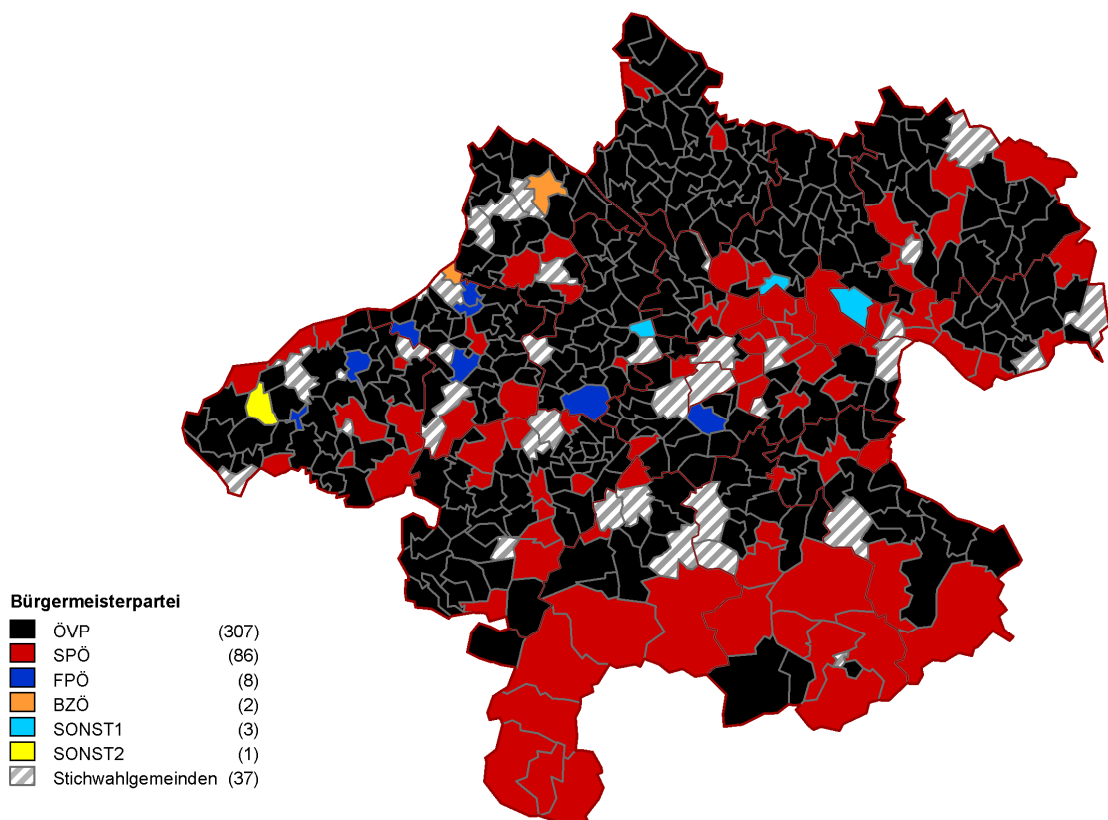 Bürgermeisterpartei
ÖVP (307)
SPÖ (86)
FPÖ (8)
BZÖ (2)
SONST1 (3)
SONST2 (1)
Stichwahlgemeinden (37)